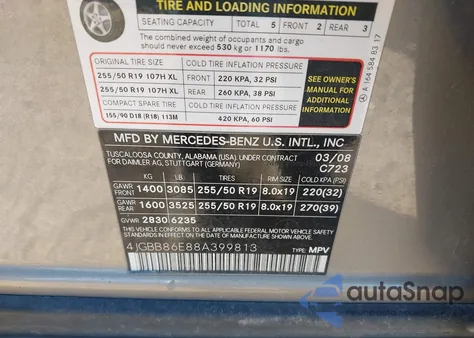 TIRE AND LOADING INFORMATION
SEATING CAPACITY TOTAL 5 FRONT 2 REAR 3
The combined weight of occupants and cargo
should never exceed 530 kg or 1170 lbs.
ORIGINAL TIRE SIZE COLD TIRE INFLATION PRESSURE
255/50 R19 107H XL FRONT 220 KPA, 32 PSI
255/50 R19 107H XL REAR 260 KPA, 38 PSI
COMPACT SPARE TIRE COLD TIRE INFLATION PRESSURE
155/90 D18 (R18) 113M 420 KPA, 60 PSI
SEE OWNER'S
MANUAL FOR
ADDITIONAL
INFORMATION
A 164 584 83 17
MFD BY MERCEDES-BENZ U.S. INTL., INC
TUSCALOOSA COUNTY, ALABAMA (USA) UNDER CONTRACT 03/08
FOR DAIMLER AG, STUTTGART (GERMANY) C723
KG LB TIRES RIM SIZE COLD KPA (PSI)
GAWR FRONT 1400 3085 255/50 R19 8.0x19 220(32)
GAWR REAR 1600 3525 255/50 R19 8.0x19 270(39)
GVWR 2830 6235
THIS VEHICLE CONFORMS TO ALL APPLICABLE FEDERAL MOTOR VEHICLE
SAFETY STANDARDS IN EFFECT ON THE DATE OF MANUFACTURE SHOWN ABOVE.
4JGBB86E88A399813 TYPE: MPV
autoSnap